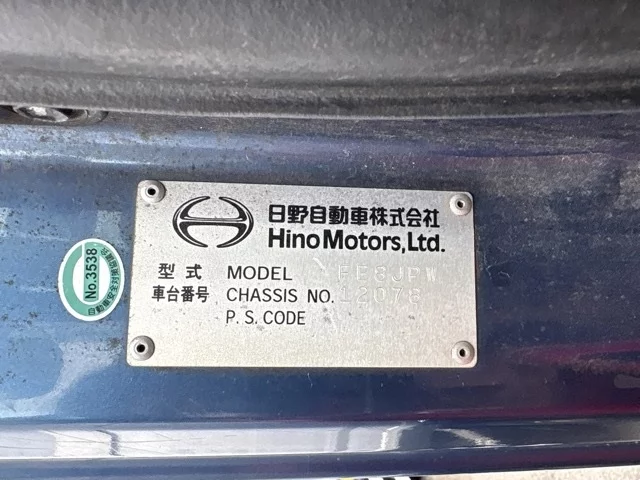 日野自動車株式会社
Hino Motors, Ltd.
型式 MODEL
車台番号 CHASSIS NO. 12078
P. S. CODE
No.3538